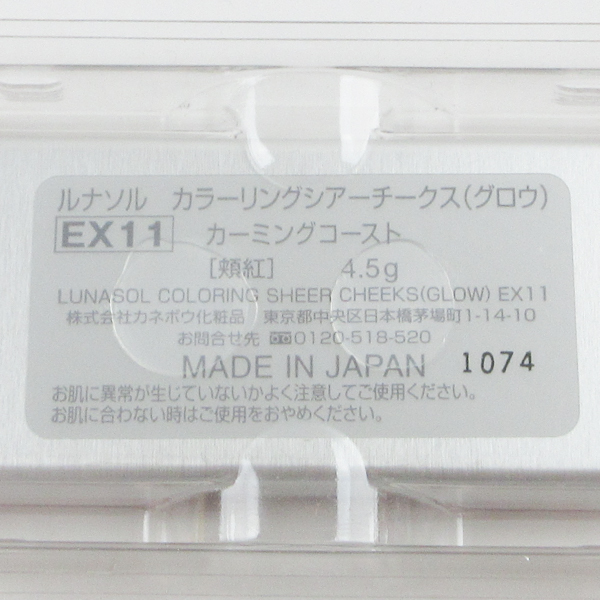 ルナソル カラーリングシアーチークス(グロウ)
EX11 カーミングコースト
[頬紅] 4.5g
LUNASOL COLORING SHEER CHEEKS(GLOW) EX11
株式会社カネボウ化粧品 東京都中央区日本橋茅場町1-14-10
お問合せ先 ☎0120-518-520
MADE IN JAPAN 1074
お肌に異常が生じていないかよく注意してご使用ください。
お肌に合わない時はご使用をおやめください。